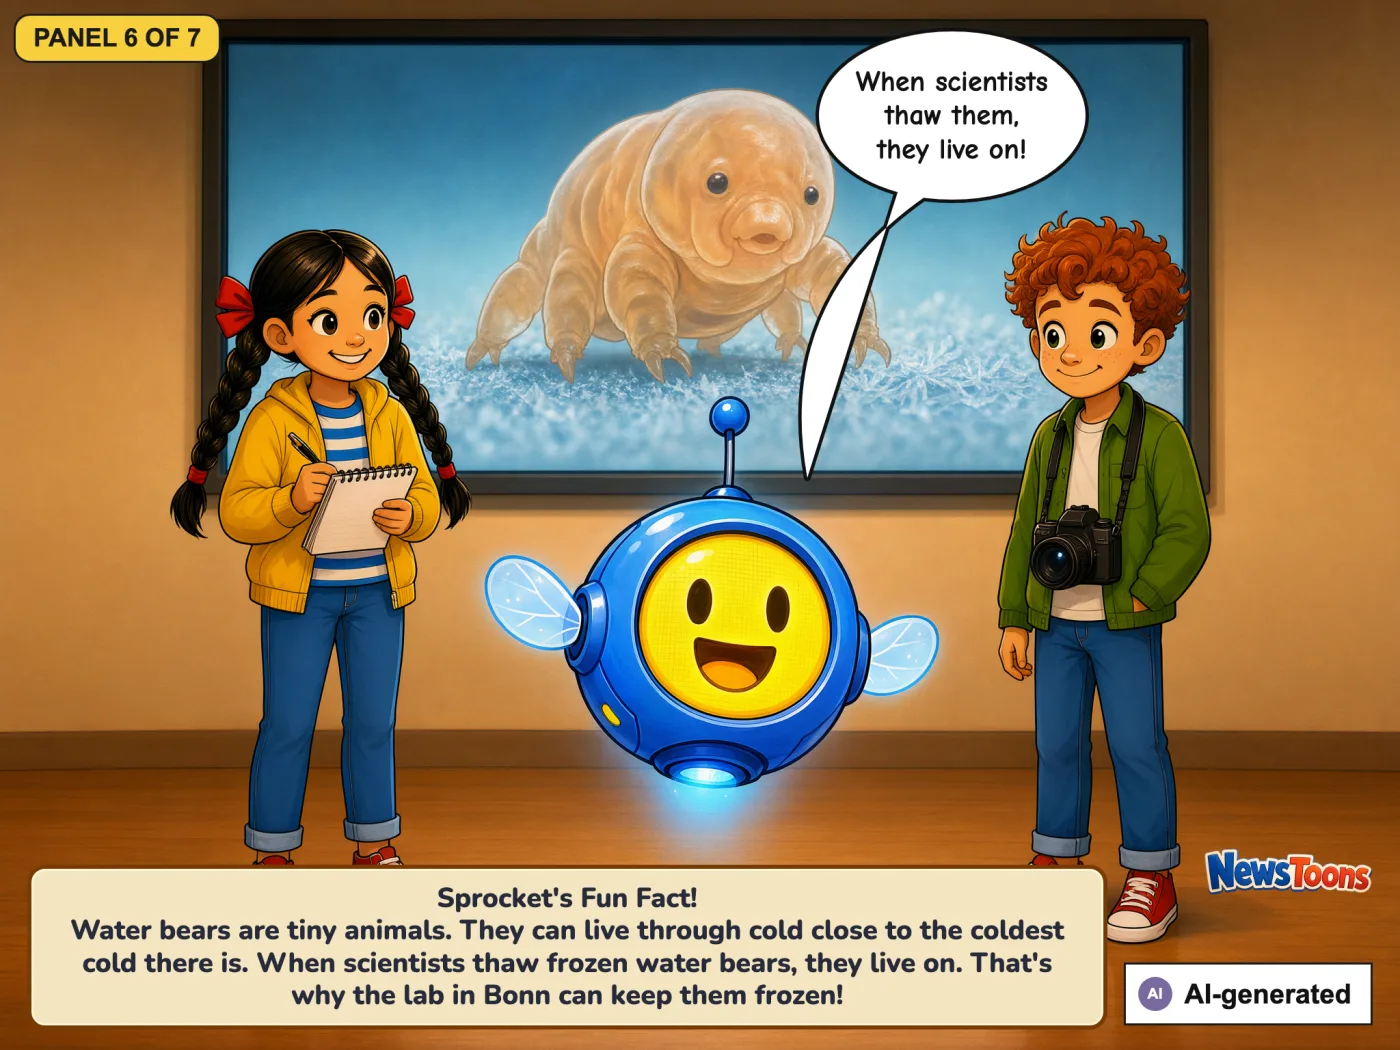 PANEL 6 OF 7
When scientists
thaw them,
they live on!
Sprocket's Fun Fact!
Water bears are tiny animals. They can live through cold close to the coldest
cold there is. When scientists thaw frozen water bears, they live on. That's
why the lab in Bonn can keep them frozen!
NewsToons
AI AI-generated